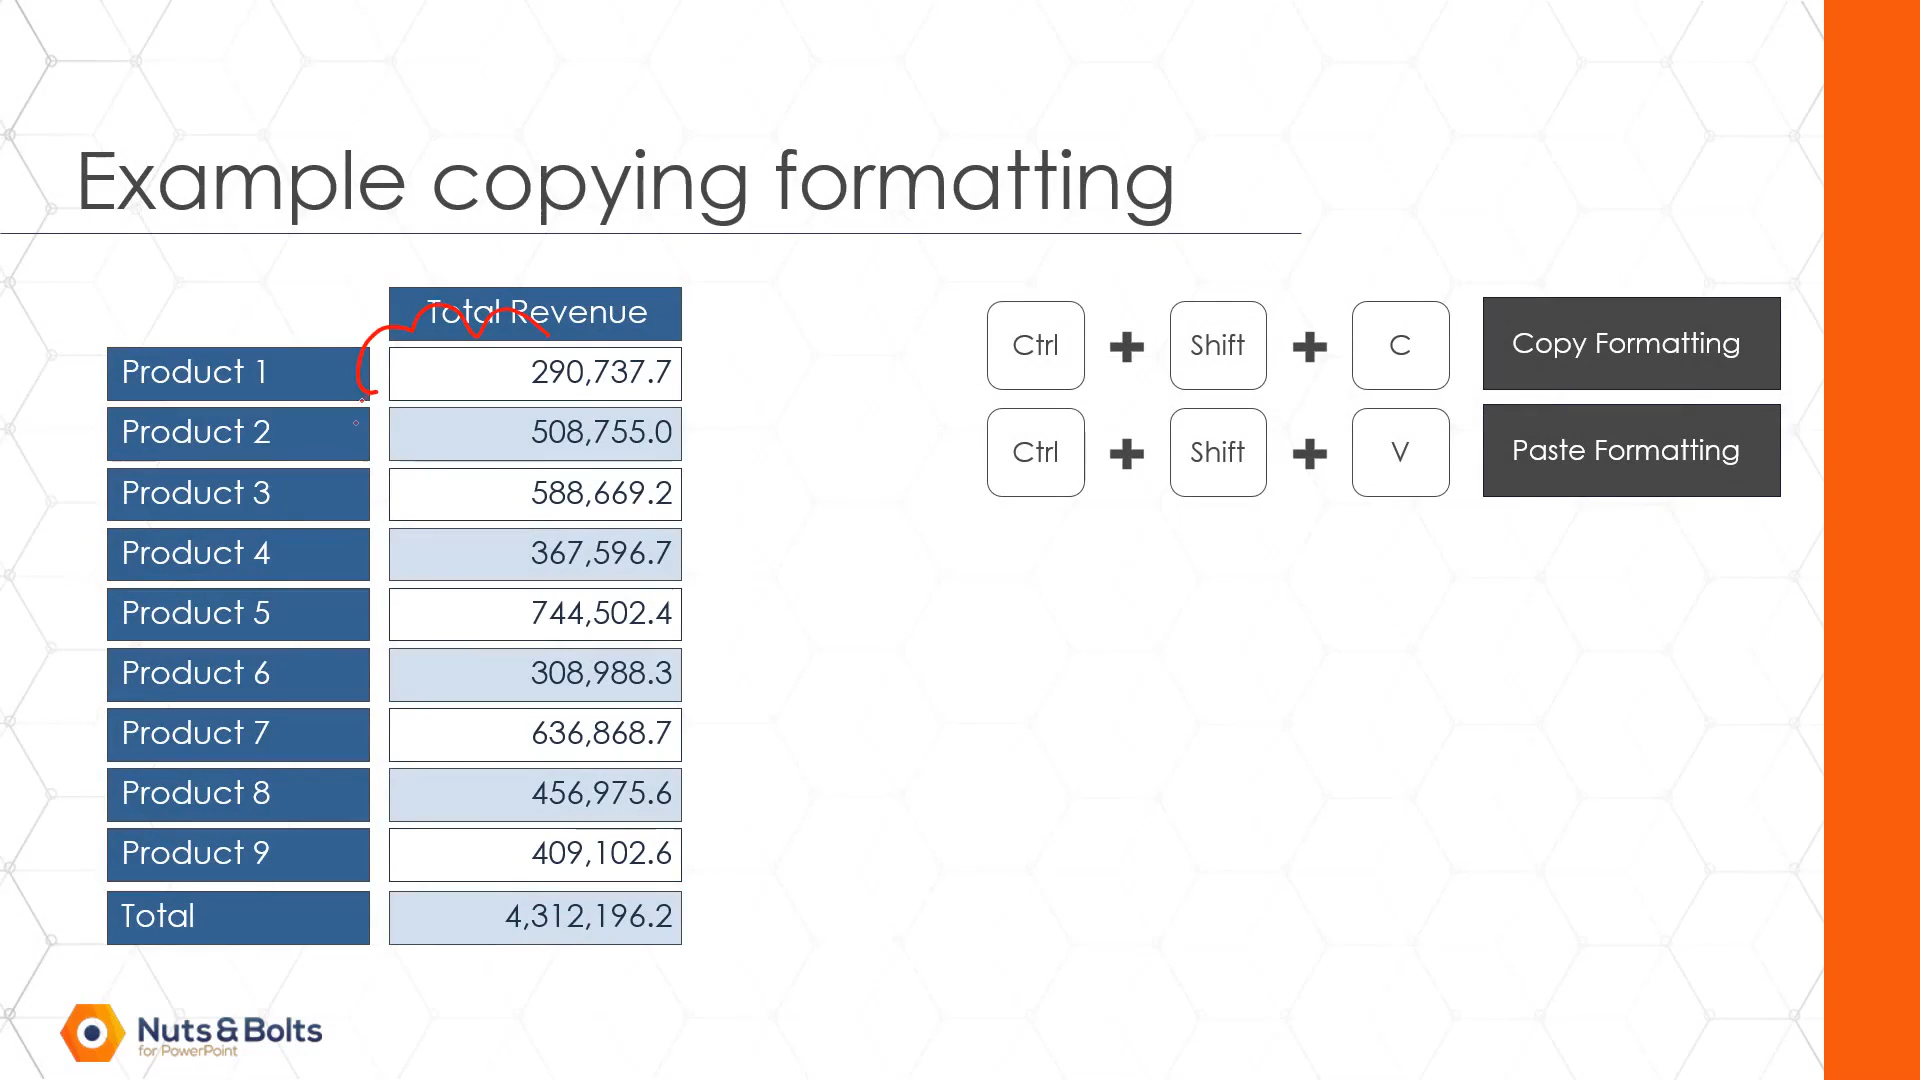 Example copying formatting
Total Revenue
Product 1 290,737.7
Product 2 508,755.0
Product 3 588,669.2
Product 4 367,596.7
Product 5 744,502.4
Product 6 308,988.3
Product 7 636,868.7
Product 8 456,975.6
Product 9 409,102.6
Total 4,312,196.2
Ctrl + Shift + C Copy Formatting
Ctrl + Shift + V Paste Formatting
Nuts & Bolts
for PowerPoint